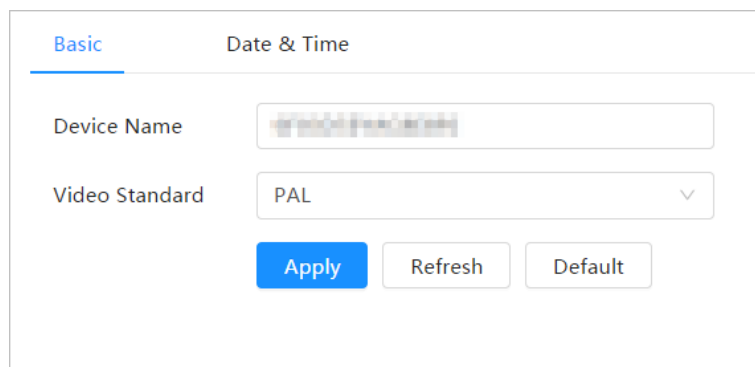 Basic Date & Time
Device Name
Video Standard PAL
Apply Refresh Default